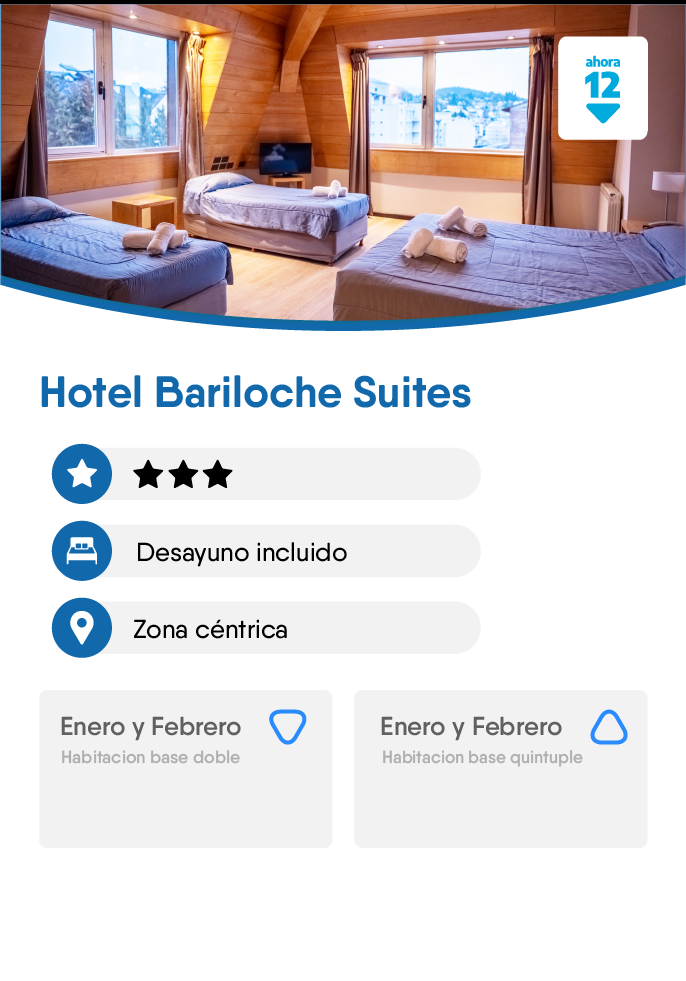 ahora
12
Hotel Bariloche Suites
Desayuno incluido
Zona céntrica
Enero y Febrero
Habitacion base doble
Enero y Febrero
Habitacion base quintuple